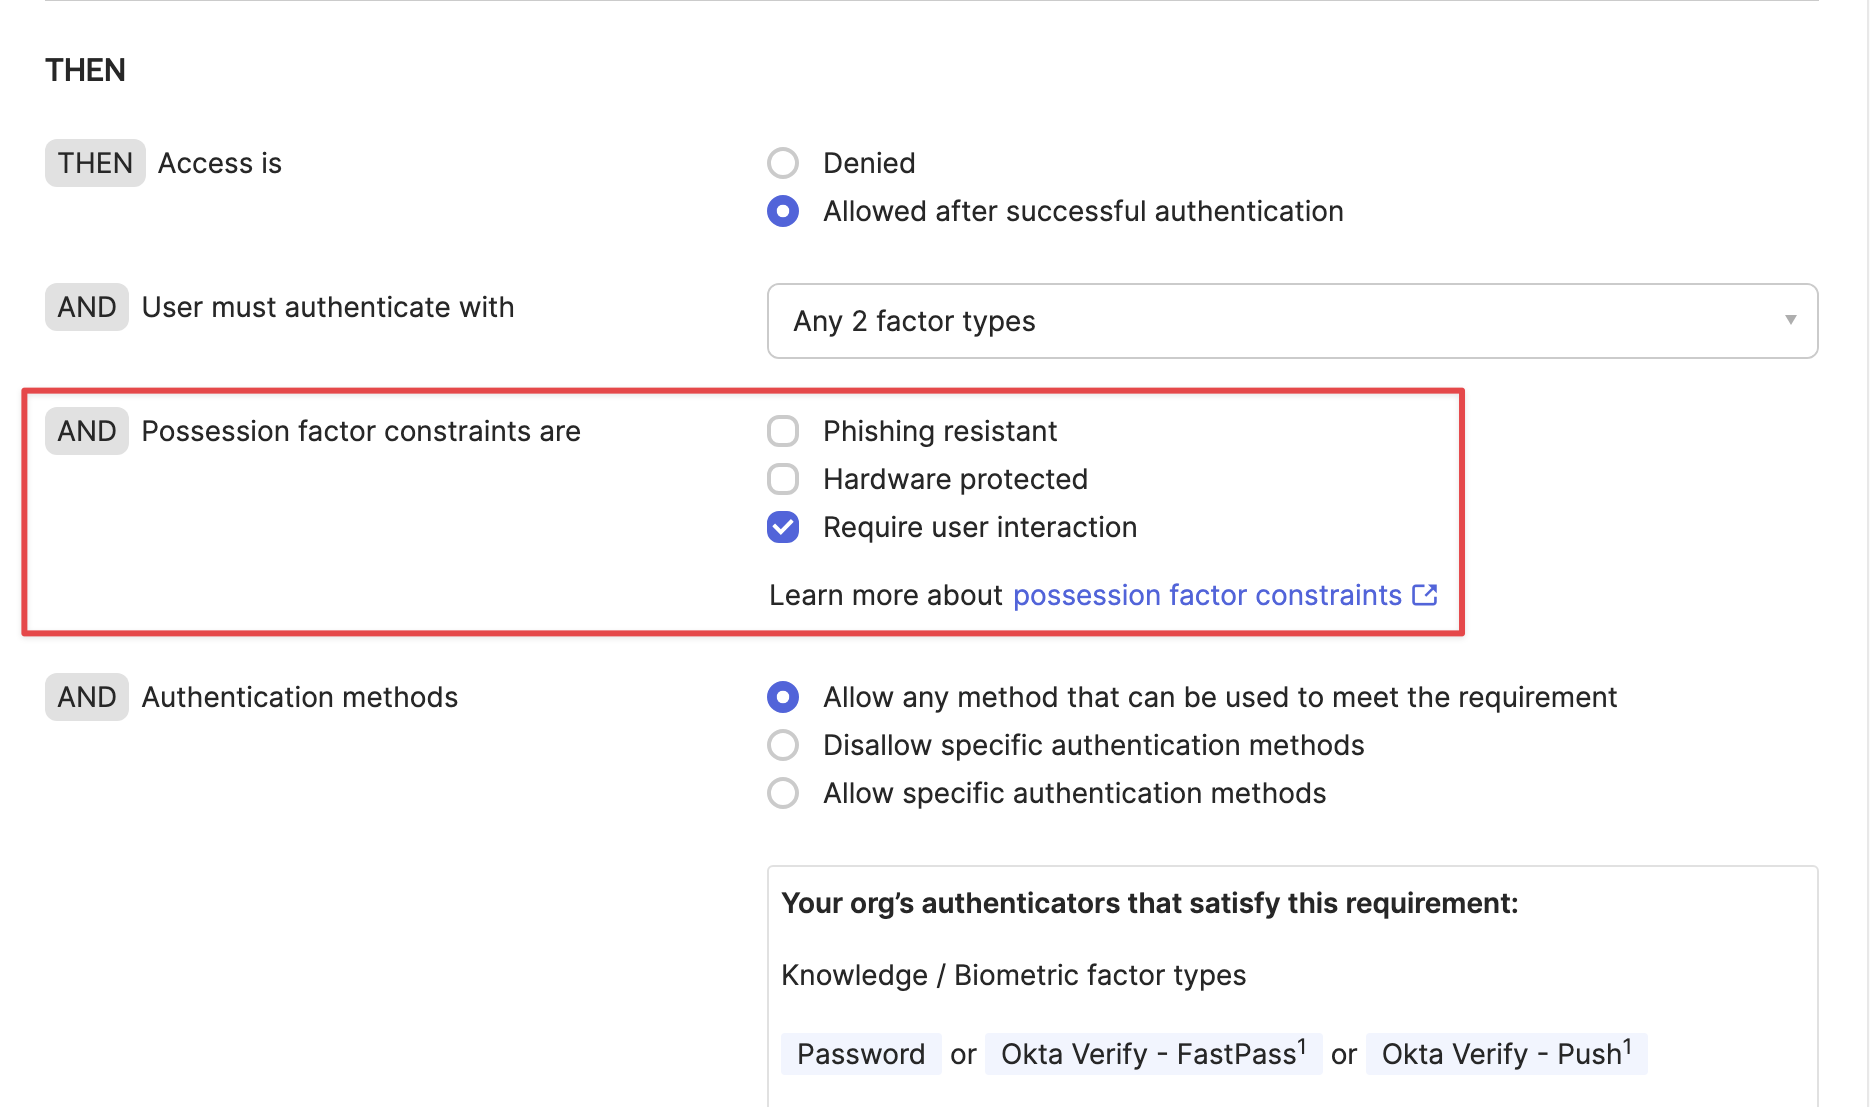 THEN
THEN Access is
Denied
Allowed after successful authentication
AND User must authenticate with
Any 2 factor types
AND Possession factor constraints are
Phishing resistant
Hardware protected
Require user interaction
Learn more about possession factor constraints
AND Authentication methods
Allow any method that can be used to meet the requirement
Disallow specific authentication methods
Allow specific authentication methods
Your org’s authenticators that satisfy this requirement:
Knowledge / Biometric factor types
Password or Okta Verify - FastPass¹ or Okta Verify - Push¹